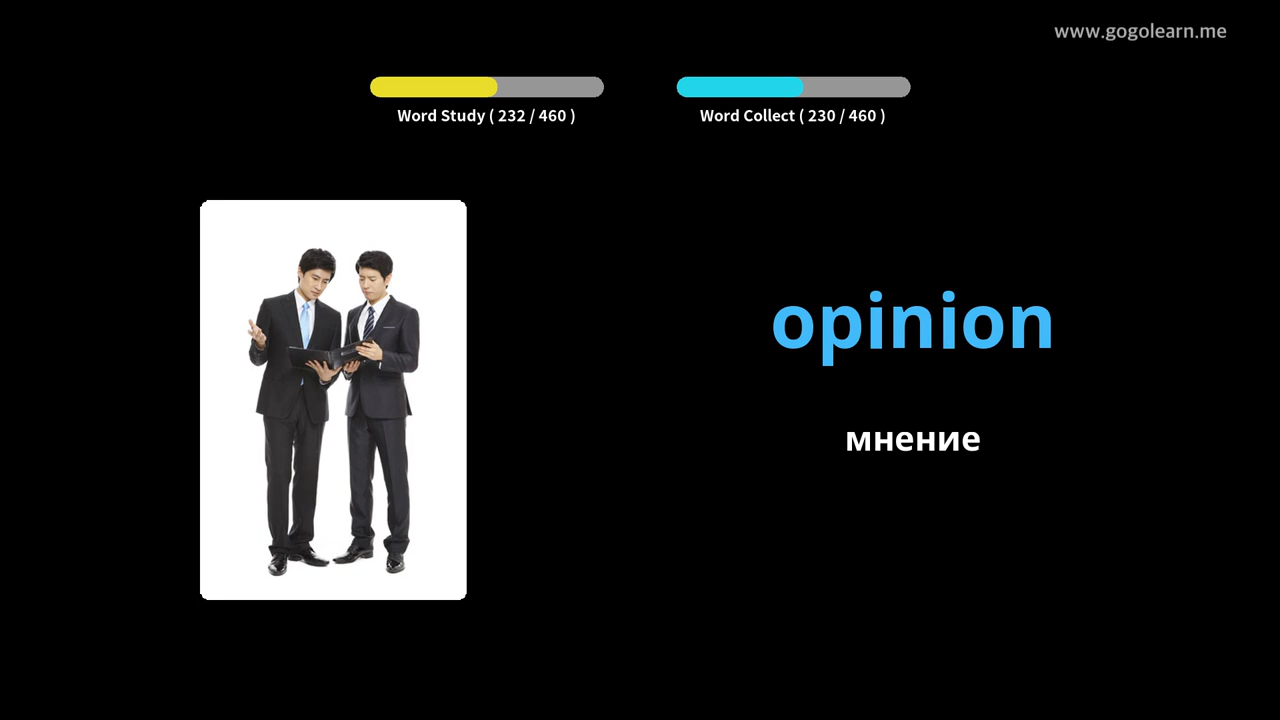 www.gogolearn.me
Word Study ( 232 / 460 )
Word Collect ( 230 / 460 )
opinion
мнение